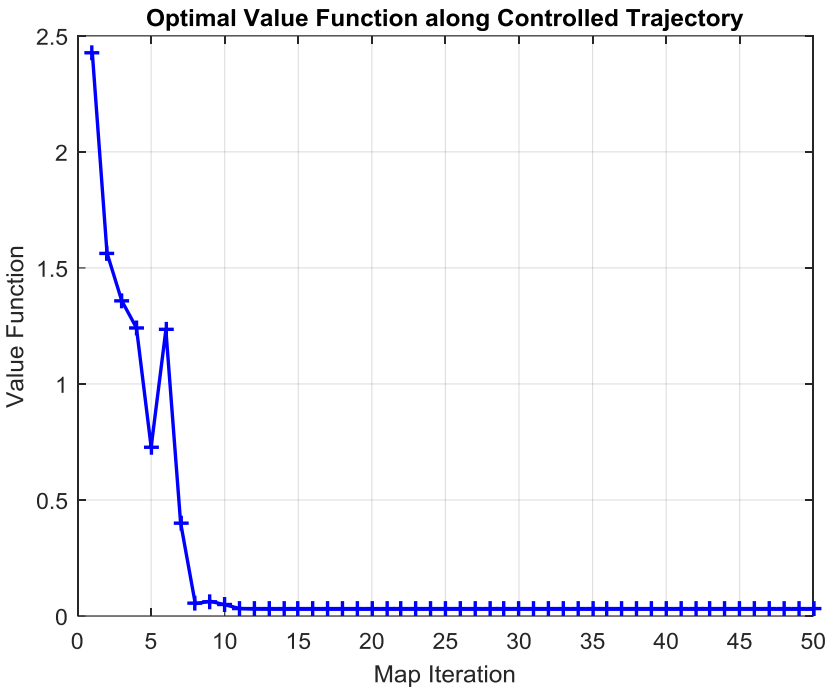 Optimal Value Function along Controlled Trajectory
2.5
2
1.5
1
0.5
0
Value Function
0 5 10 15 20 25 30 35 40 45 50
Map Iteration